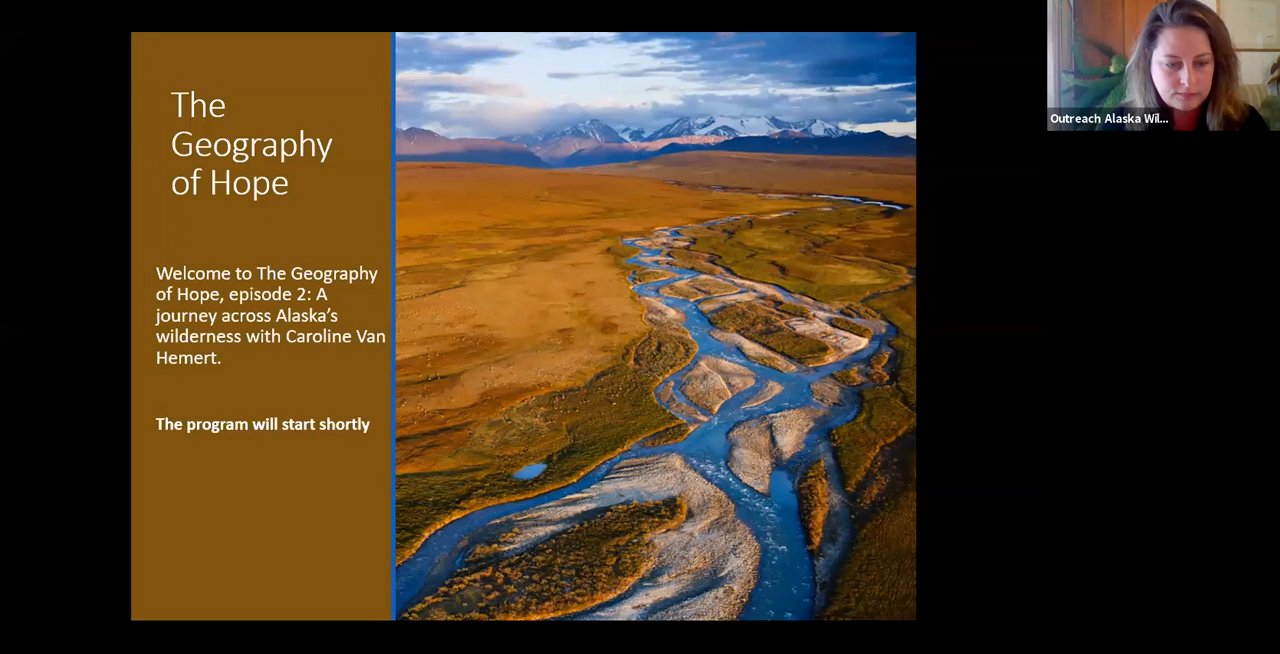 The
Geography
of Hope
Welcome to The Geography
of Hope, episode 2: A
journey across Alaska’s
wilderness with Caroline Van
Hemert.
The program will start shortly
Outreach Alaska Wil...